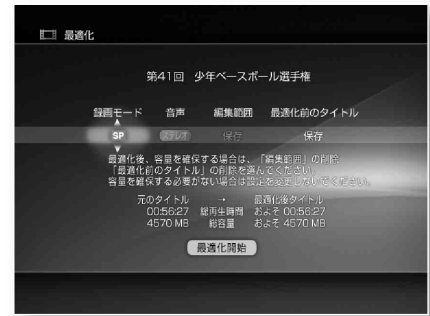 最適化
第41回 少年ベースボール選手権
録画モード 音声 編集範囲 最適化前のタイトル
SP ステレオ 保存 保存
最適化後、容量を確保する場合は、「編集範囲」の削除
「最適化前のタイトル」の削除を選んでください。
容量を確保する必要がない場合は設定を変更しないでください。
元のタイトル → 最適化後タイトル
00:56:27 総再生時間 およそ 00:56:27
4570 MB 総容量 およそ 4570 MB
最適化開始